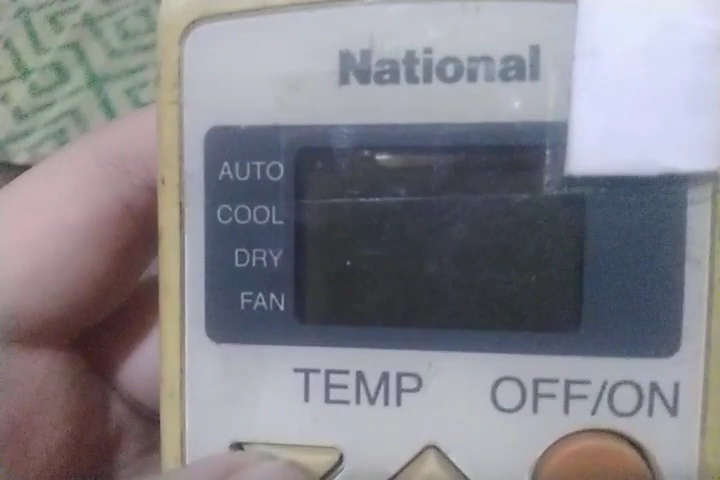 National
AUTO
COOL
DRY
FAN
TEMP
OFF/ON